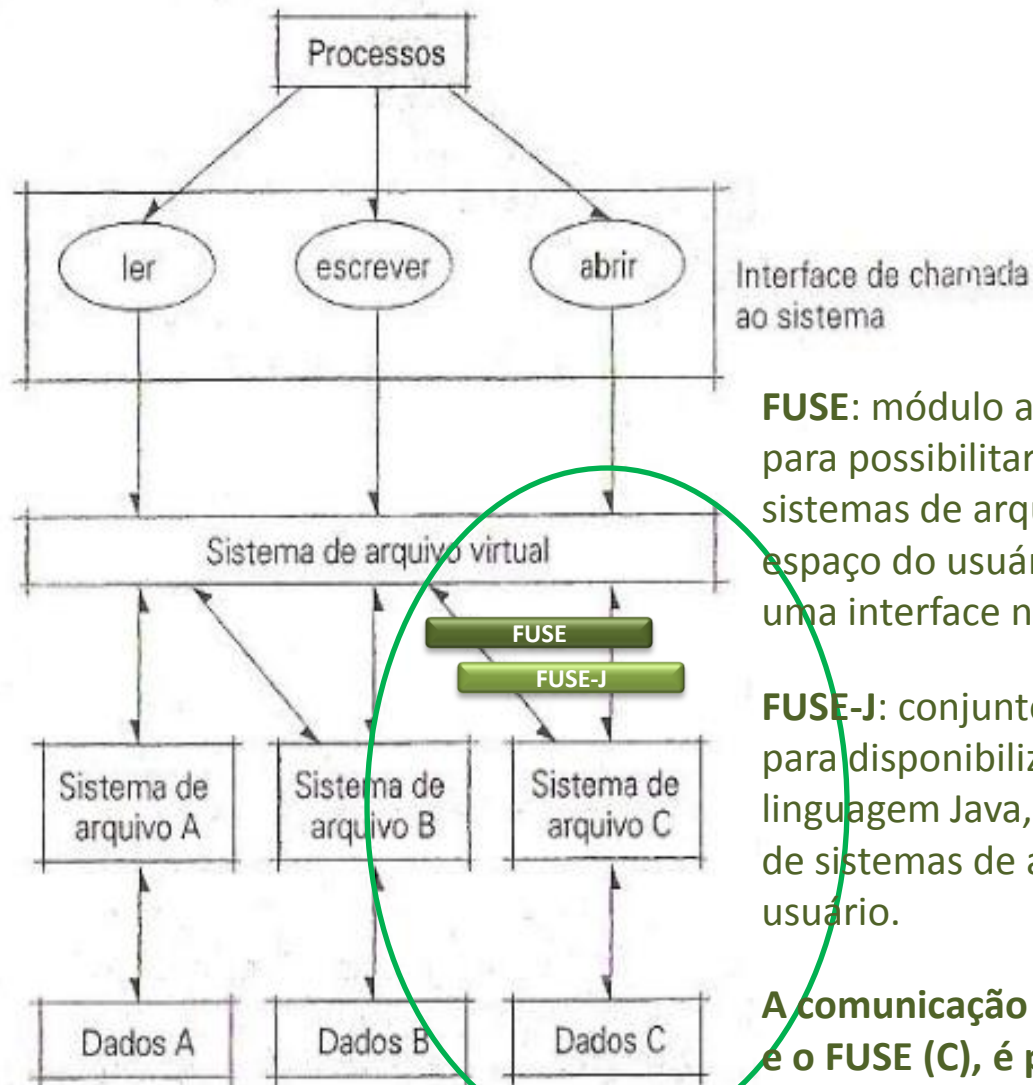 Processos
ler
escrever
abrir
Interface de chamada
ao sistema
Sistema de arquivo virtual
FUSE
FUSE-J
Sistema de
arquivo A
Sistema de
arquivo B
Sistema de
arquivo C
Dados A
Dados B
Dados C
FUSE: módulo a
para possibilitar
sistemas de arqu
espaço do usuár
uma interface n
FUSE-J: conjunto
para disponibiliz
linguagem Java,
de sistemas de a
usuário.
A comunicação
e o FUSE (C), é p